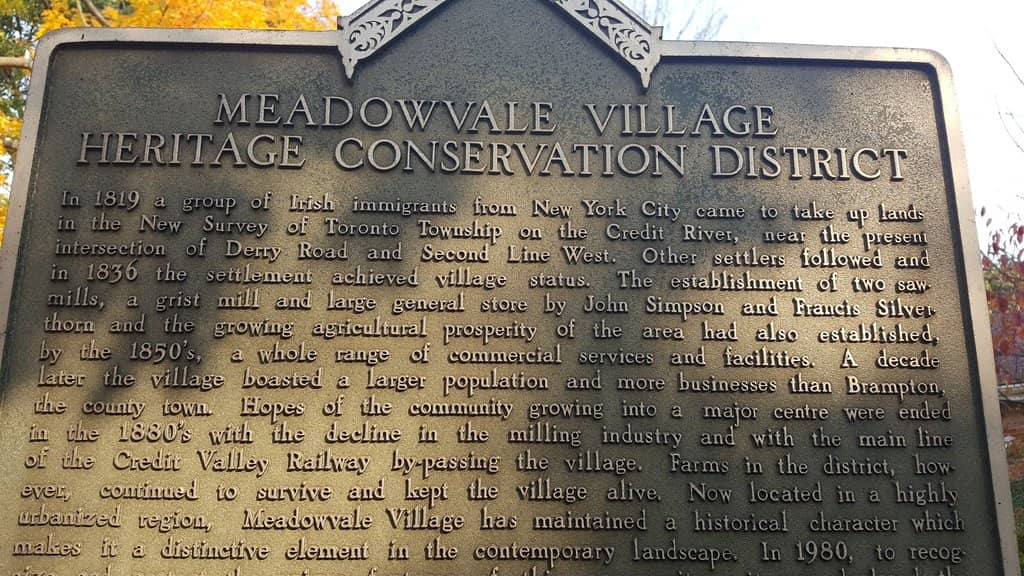 MEADOWVALE VILLAGE
HERITAGE CONSERVATION DISTRICT
In 1819 a group of Irish immigrants from New York City came to take up lands
in the New Survey of Toronto Township on the Credit River, near the present
intersection of Derry Road and Second Line West. Other settlers followed and
in 1836 the settlement achieved village status. The establishment of two saw-
mills, a grist mill and large general store by John Simpson and Francis Silver-
thorn and the growing agricultural prosperity of the area had also established,
by the 1850's, a whole range of commercial services and facilities. A decade
later the village boasted a larger population and more businesses than Brampton,
the county town. Hopes of the community growing into a major centre were ended
in the 1880's with the decline in the milling industry and with the main line
of the Credit Valley Railway by-passing the village. Farms in the district, how-
ever, continued to survive and kept the village alive. Now located in a highly
urbanized region, Meadowvale Village has maintained a historical character which
makes it a distinctive element in the contemporary landscape. In 1980, to recog-